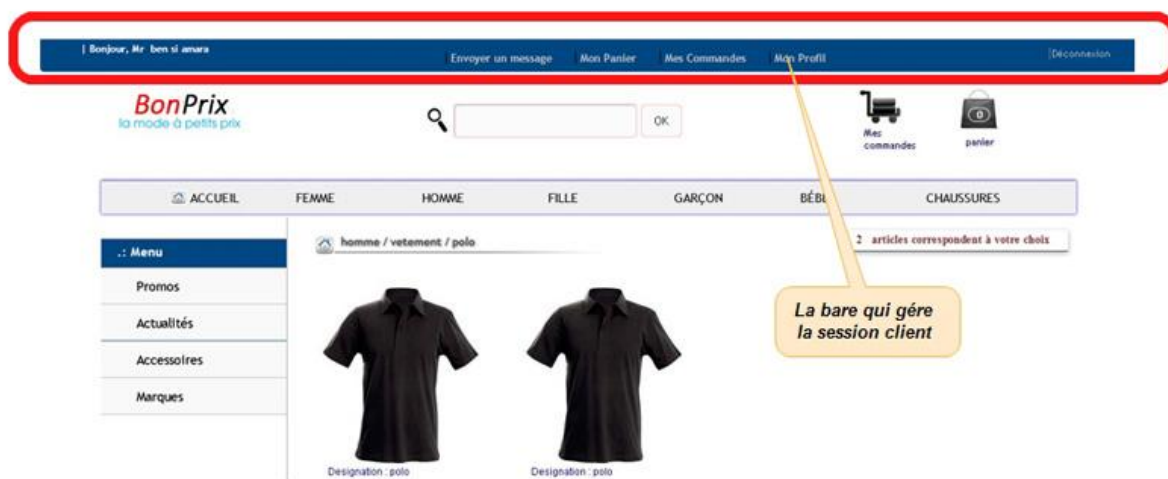 | Bonjour, Mr ben si amara
| Envoyer un message | Mon Panier | Mes Commandes | Mon Profil
|Déconnexion
BonPrix
la mode à petits prix
OK
Mes
commandes
0
panier
ACCUEIL FEMME HOMME FILLE GARÇON BÉBÉ CHAUSSURES
.: Menu
Promos
Actualités
Accessoires
Marques
homme / vetement / polo
2 articles correspondent à votre choix
La bare qui gére
la session client
Designation : polo
Designation : polo